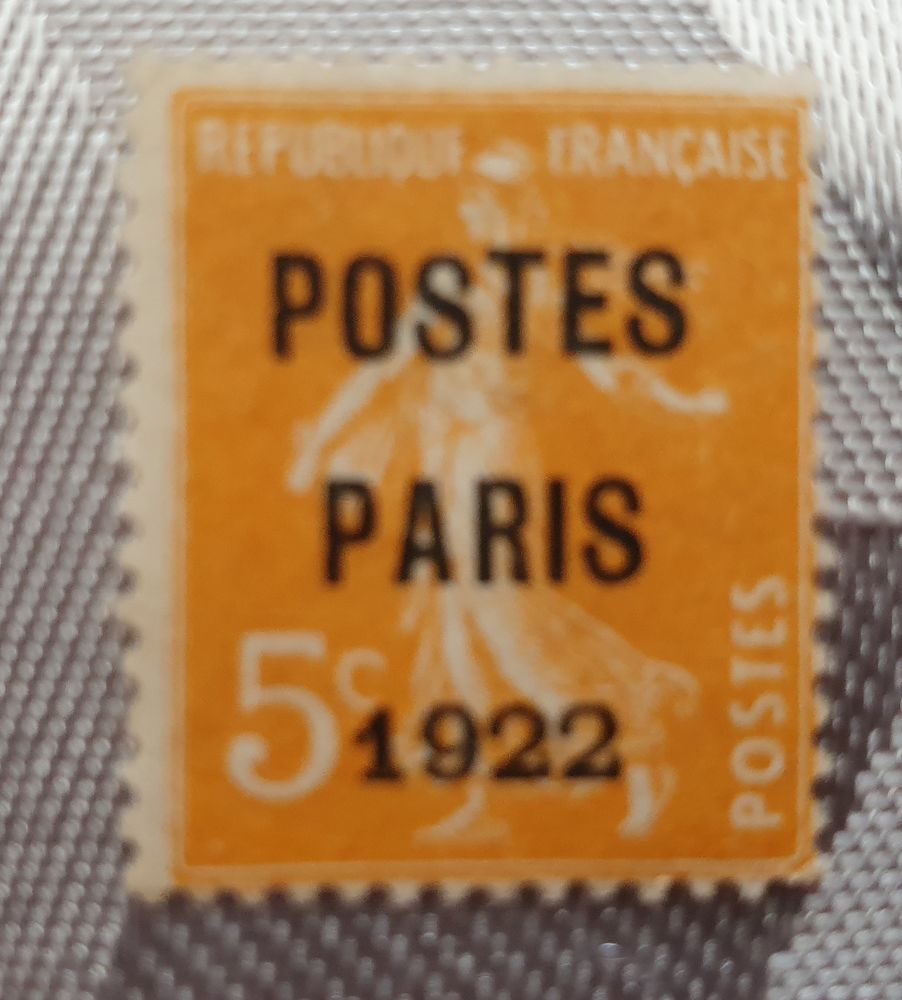 REPUBLIQUE FRANÇAISE
POSTES
PARIS
5c
1922
POSTES